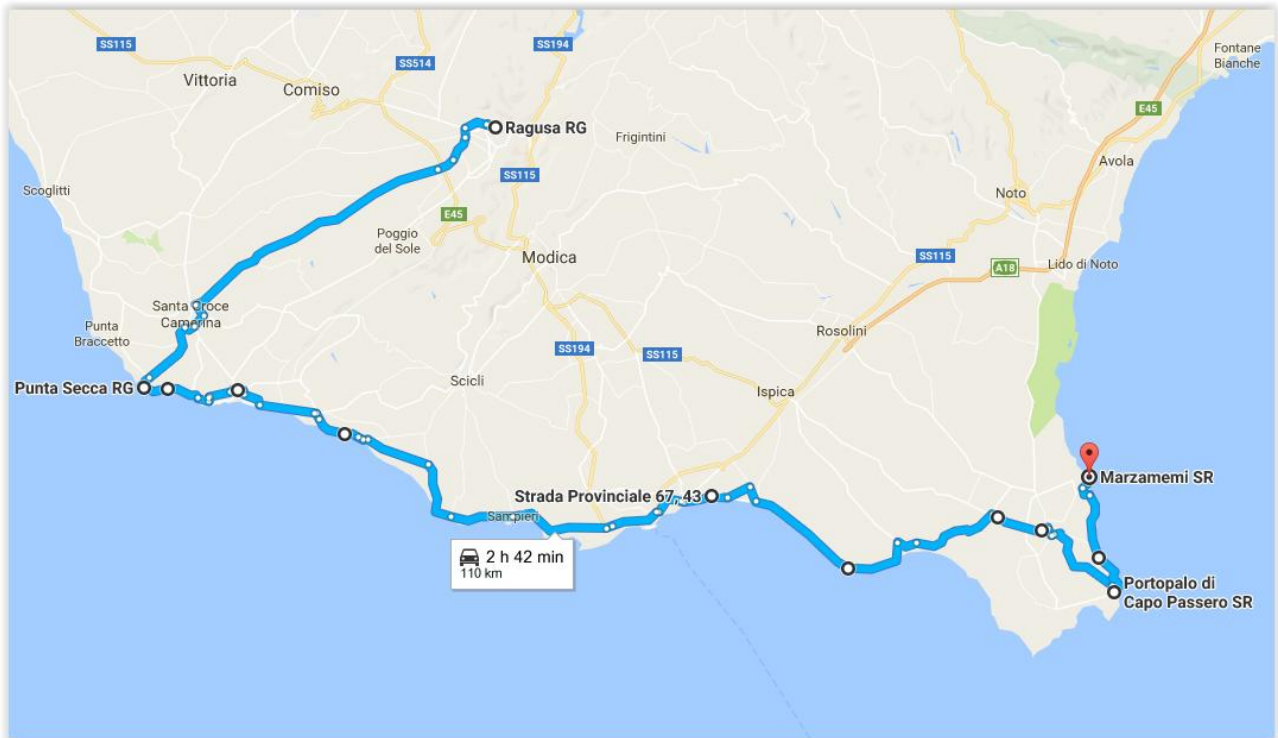 SS115
SS194
Fontane
Bianche
SS514
Vittoria
Comiso
E45
Ragusa RG
Frigintini
Avola
SS115
Scoglitti
Noto
E45
Poggio
del Sole
Modica
SS115
A18
Lido di Noto
Santa Croce
Camerina
Punta
Braccetto
Rosolini
SS194
SS115
Punta Secca RG
Scicli
Ispica
Marzamemi SR
Strada Provinciale 67, 43
Sampieri
2 h 42 min
110 km
Portopalo di
Capo Passero SR